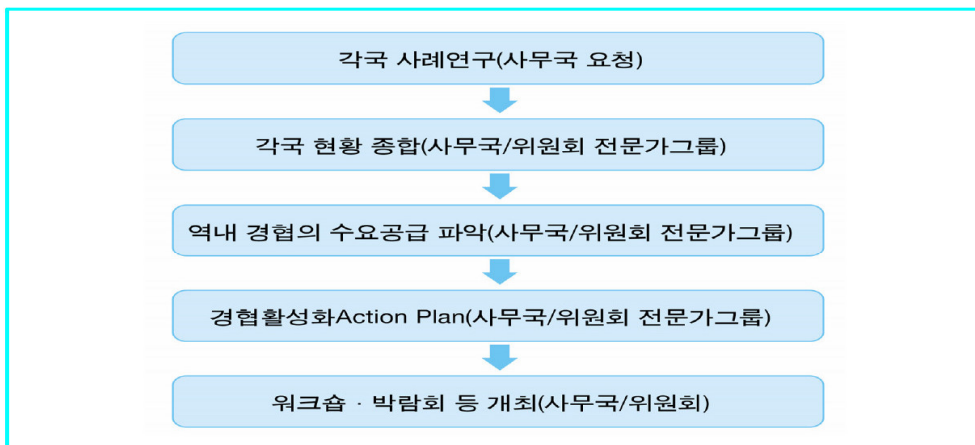 각국 사례연구(사무국 요청)
각국 현황 종합(사무국/위원회 전문가그룹)
역내 경협의 수요공급 파악(사무국/위원회 전문가그룹)
경협활성화Action Plan(사무국/위원회 전문가그룹)
워크숍 · 박람회 등 개최(사무국/위원회)